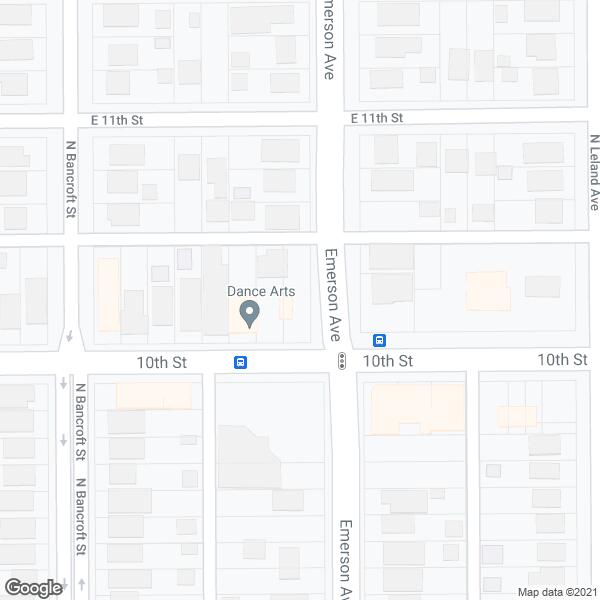 Emerson Ave
E 11th St
E 11th St
N Bancroft St
N Leland Ave
Emerson Ave
Dance Arts
10th St
10th St
10th St
N Bancroft St
N Bancroft St
Emerson Ave
Google
Map data ©2021